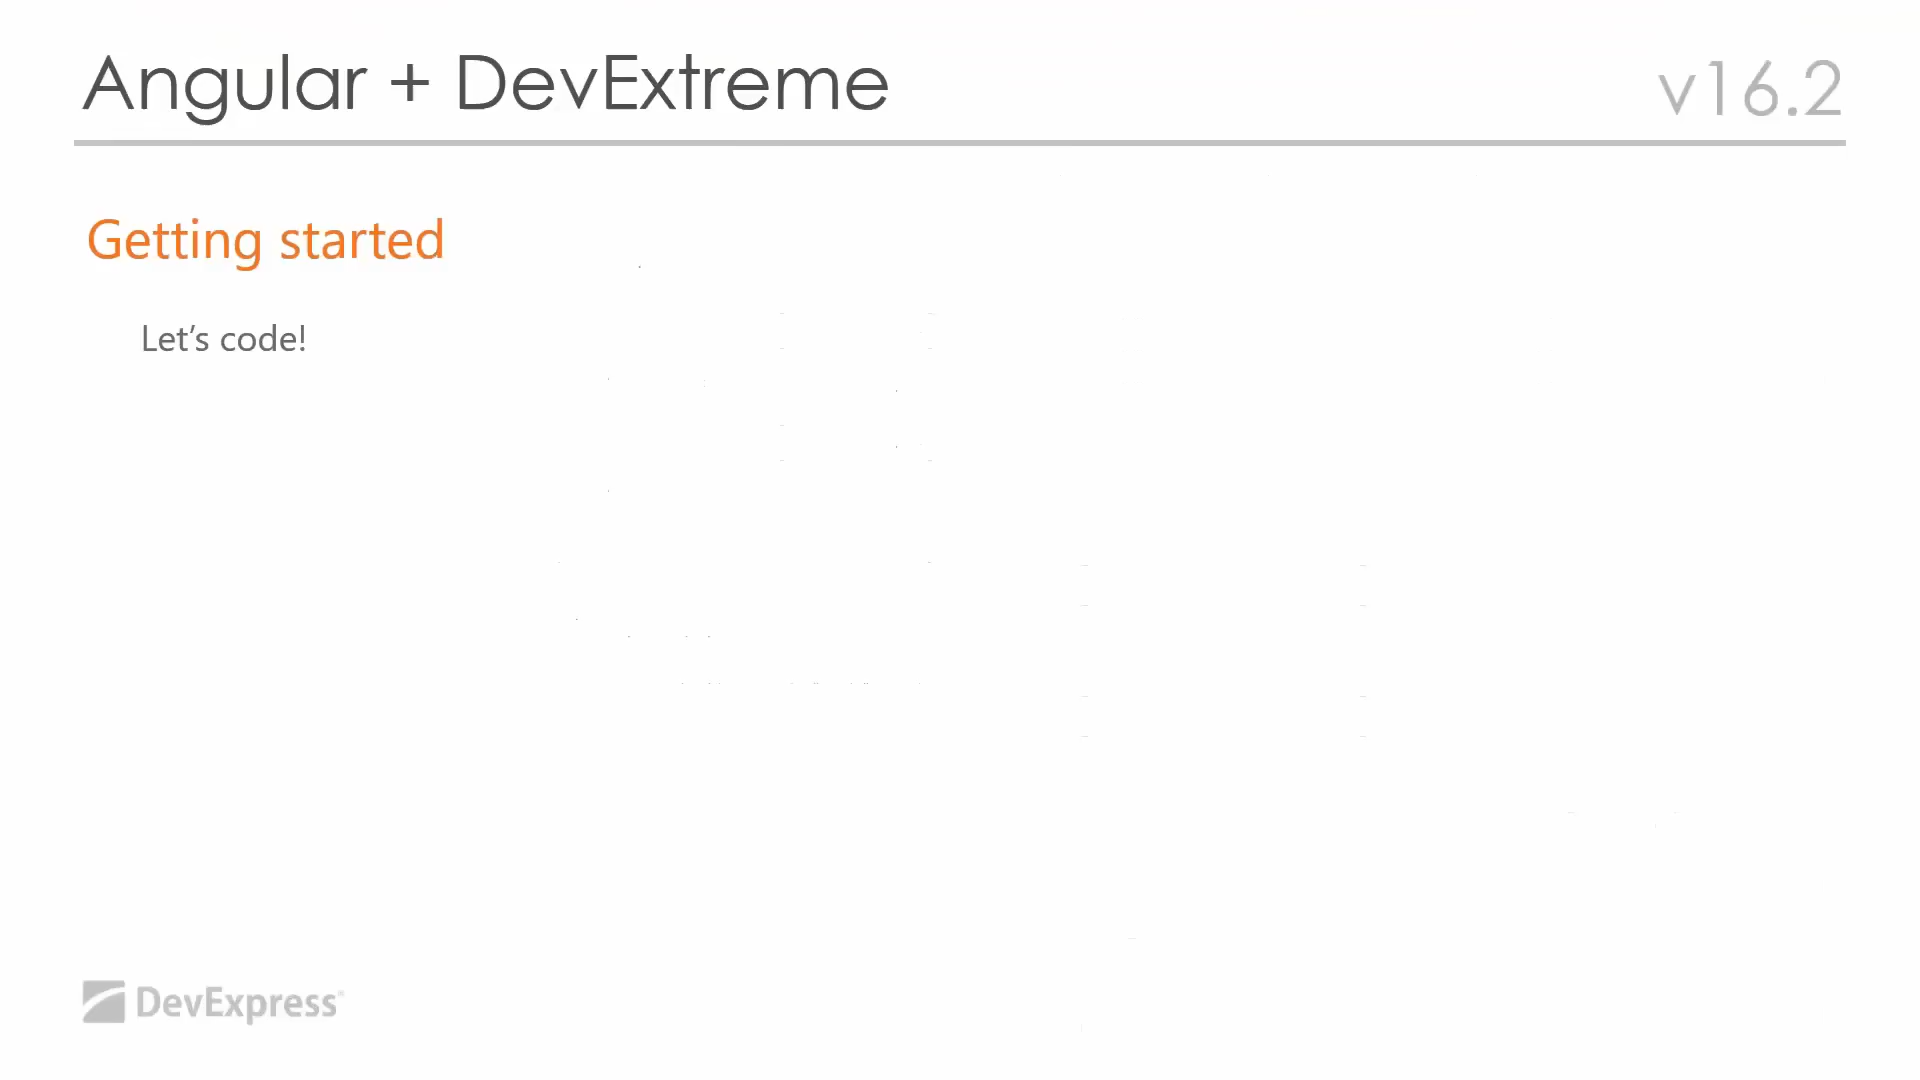 Angular + DevExtreme
v16.2
Getting started
Let's code!
DevExpress